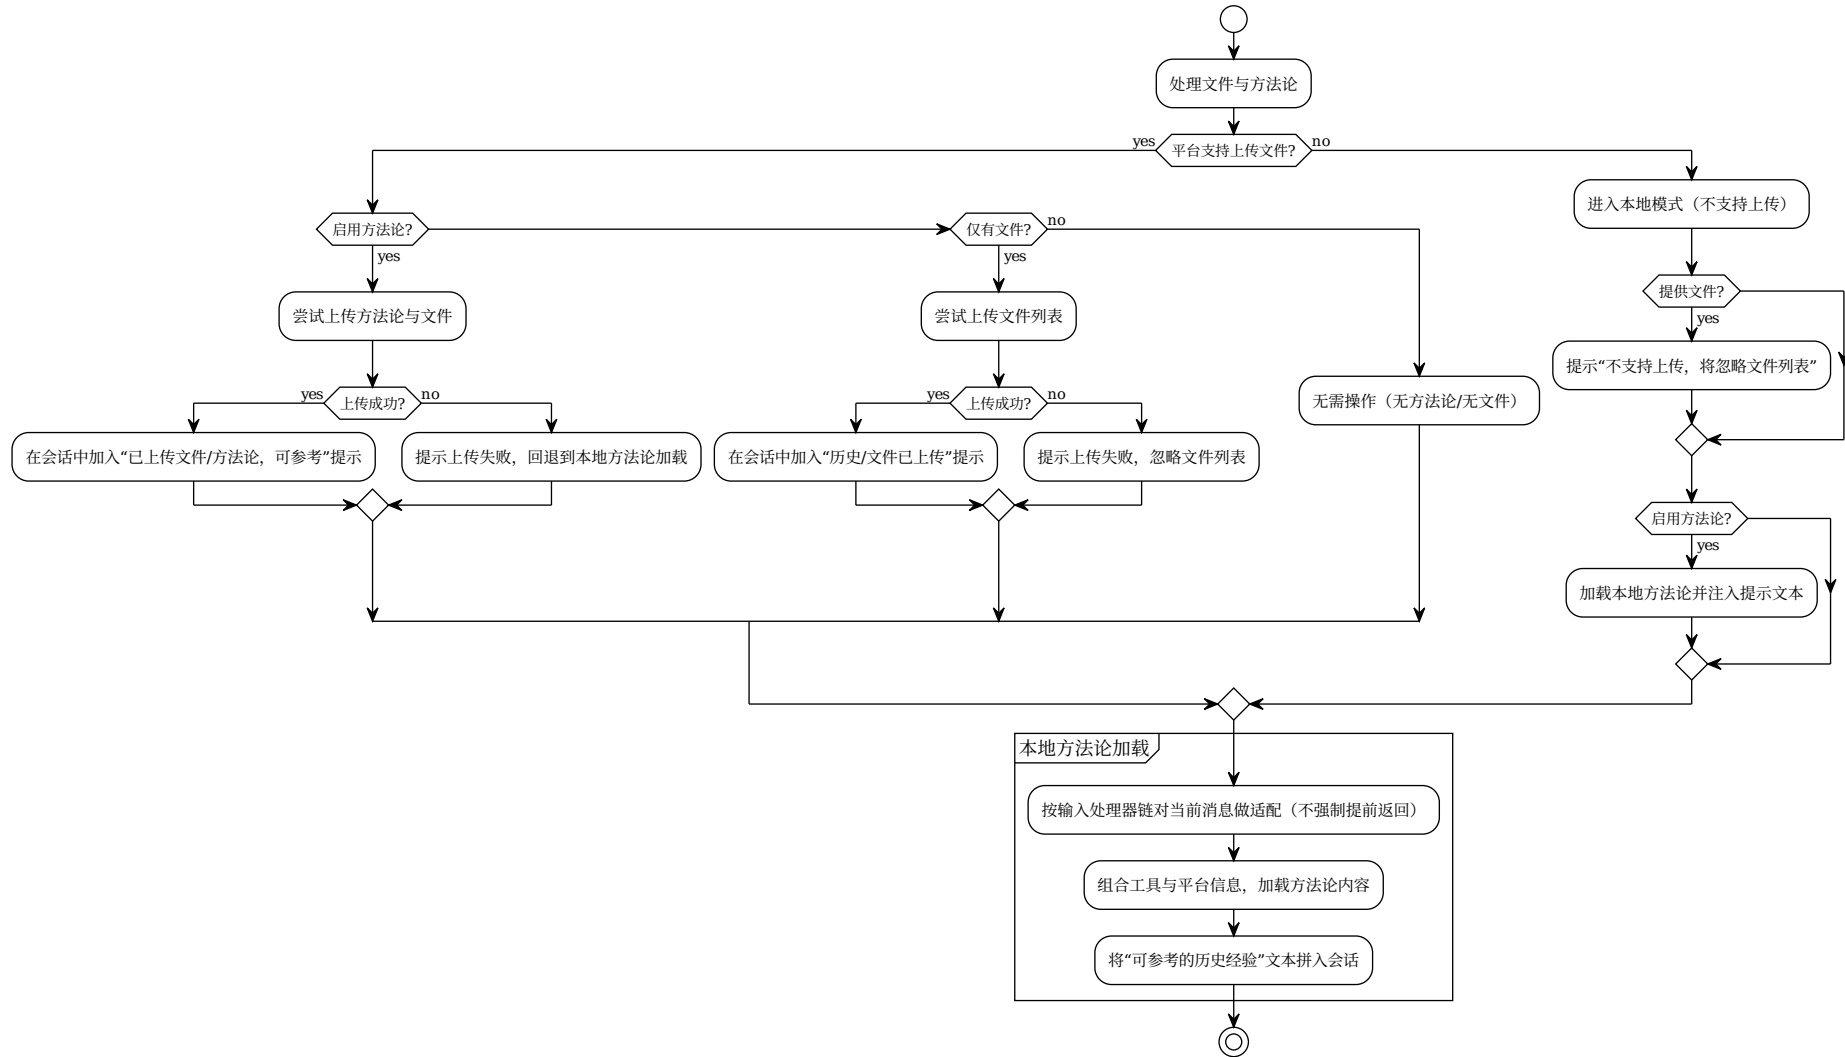 处理文件与方法论
yes
平台支持上传文件?
no
进入本地模式（不支持上传）
启用方法论?
仅有文件?
no
yes
yes
提供文件?
yes
尝试上传方法论与文件
尝试上传文件列表
提示“不支持上传，将忽略文件列表”
yes
上传成功?
no
yes
上传成功?
no
无需操作（无方法论/无文件）
在会话中加入“已上传文件/方法论，可参考”提示
提示上传失败，回退到本地方法论加载
在会话中加入“历史/文件已上传”提示
提示上传失败，忽略文件列表
启用方法论?
yes
加载本地方法论并注入提示文本
本地方法论加载
按输入处理器链对当前消息做适配（不强制提前返回）
组合工具与平台信息，加载方法论内容
将“可参考的历史经验”文本拼入会话